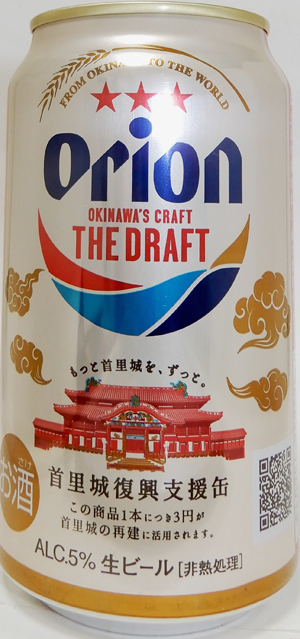 FROM OKINAWA TO THE WORLD
Orion
OKINAWA'S CRAFT
THE DRAFT
もっと首里城を、ずっと。
お酒
首里城復興支援缶
この商品1本につき3円が
首里城の再建に活用されます。
ALC.5% 生ビール [非熱処理]